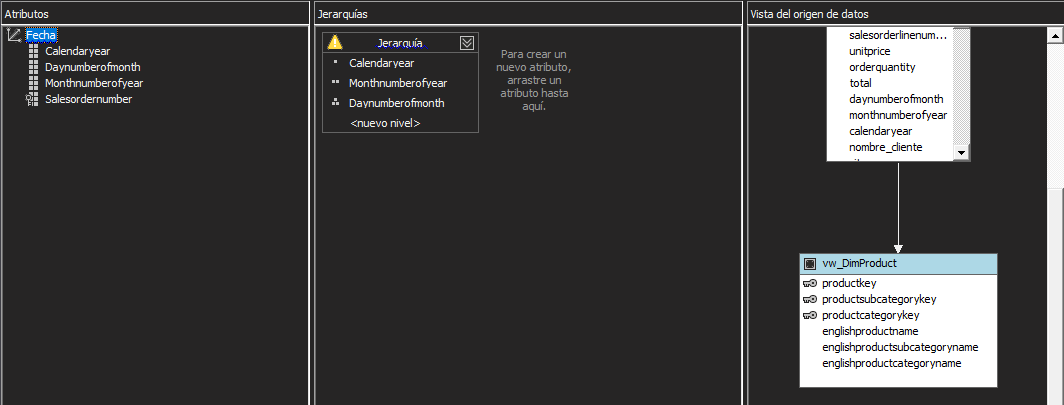 Atributos
Fecha
Calendaryear
Daynumberofmonth
Monthnumberofyear
Salesordernumber
Jerarquías
Jerarquía
Calendaryear
Monthnumberofyear
Daynumberofmonth
<nuevo nivel>
Para crear un
nuevo atributo,
arrastre un
atributo hasta
aquí.
Vista del origen de datos
salesorderlinenum...
unitprice
orderquantity
total
daynumberofmonth
monthnumberofyear
calendaryear
nombre_cliente
vw_DimProduct
productkey
productsubcategorykey
productcategorykey
englishproductname
englishproductsubcategoryname
englishproductcategoryname